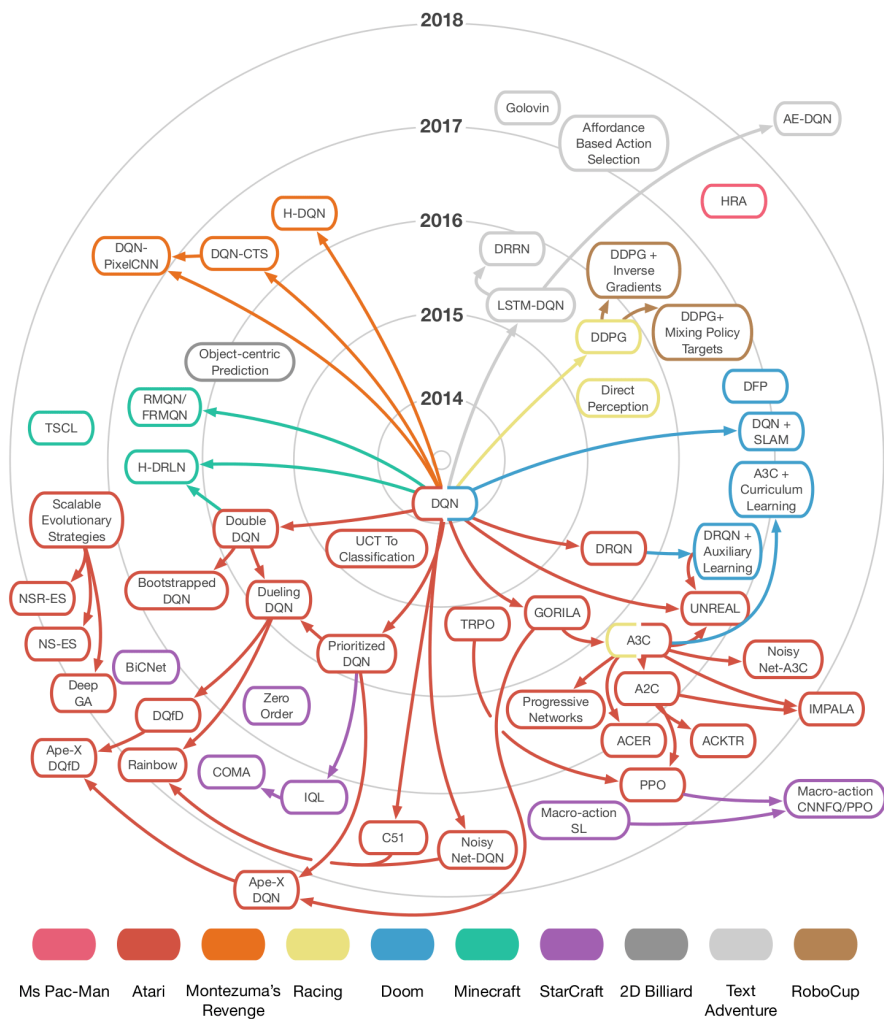 2018
Golovin
AE-DQN
2017
Affordance
Based Action
Selection
HRA
H-DQN
2016
DQN-
PixelCNN
DQN-CTS
DRRN
DDPG +
Inverse
Gradients
LSTM-DQN
2015
DDPG
DDPG+
Mixing Policy
Targets
Object-centric
Prediction
Direct
Perception
DFP
2014
RMQN/
FRMQN
TSCL
DQN +
SLAM
H-DRLN
A3C +
Curriculum
Learning
DQN
Scalable
Evolutionary
Strategies
Double
DQN
UCT To
Classification
DRQN
DRQN +
Auxiliary
Learning
Bootstrapped
DQN
NSR-ES
Dueling
DQN
TRPO
GORILA
UNREAL
NS-ES
Prioritized
DQN
A3C
Noisy
Net-A3C
BiCNet
Deep
GA
Zero
Order
Progressive
Networks
A2C
IMPALA
DQfD
ACER
ACKTR
Ape-X
DQfD
Rainbow
COMA
IQL
PPO
Macro-action
CNNFQ/PPO
Macro-action
SL
C51
Noisy
Net-DQN
Ape-X
DQN
Ms Pac-Man
Atari
Montezuma's
Revenge
Racing
Doom
Minecraft
StarCraft
2D Billiard
Text
Adventure
RoboCup